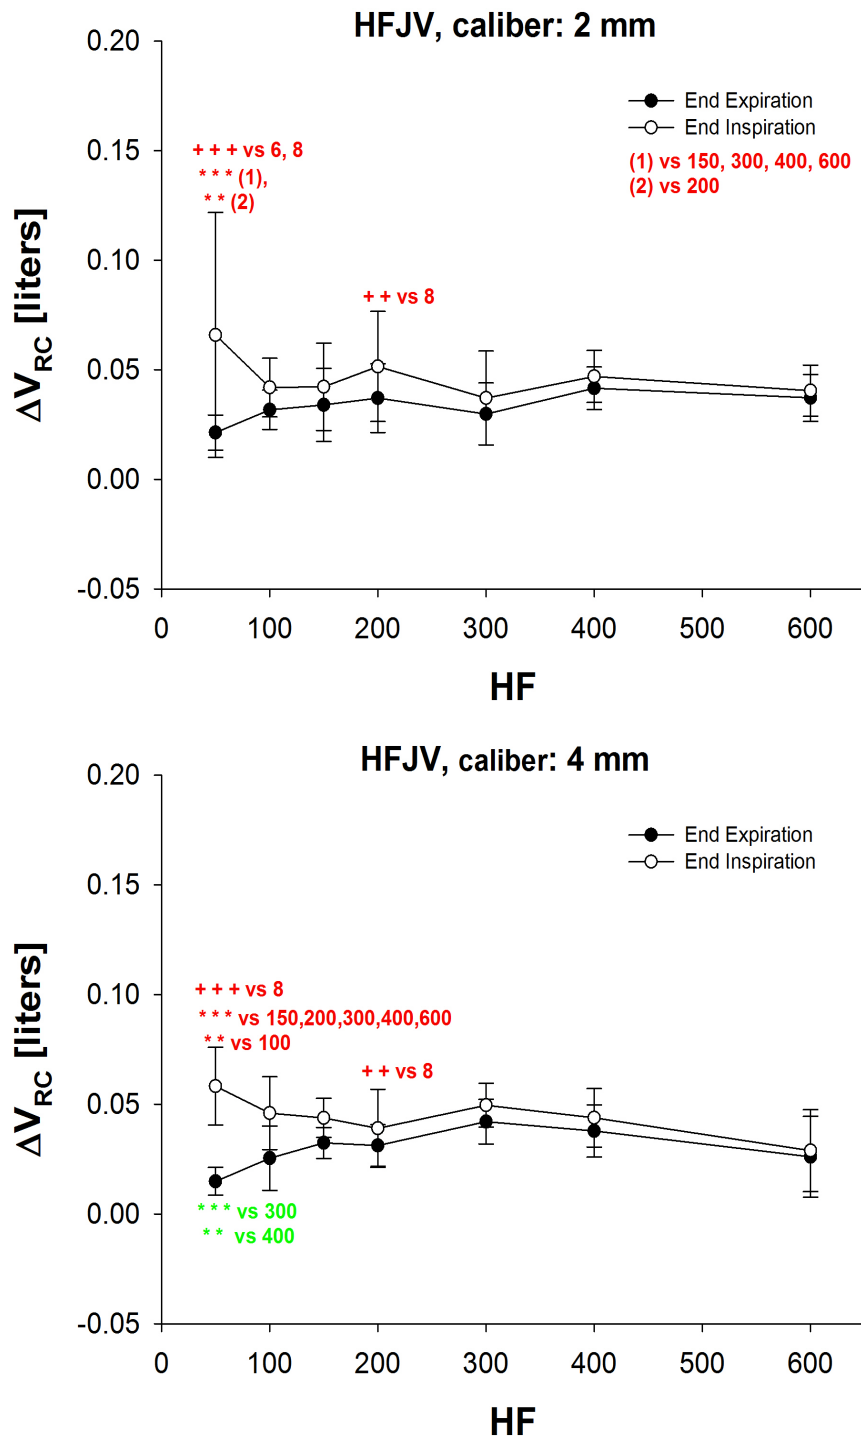 HFJV, caliber: 2 mm
0.20
0.15
0.10
0.05
0.00
-0.05
ΔV_RC [liters]
End Expiration
End Inspiration
(1) vs 150, 300, 400, 600
(2) vs 200
+ + + vs 6, 8
* * * (1),
* * (2)
+ + vs 8
0 100 200 300 400 500 600
HF
HFJV, caliber: 4 mm
0.20
0.15
0.10
0.05
0.00
-0.05
ΔV_RC [liters]
End Expiration
End Inspiration
+ + + vs 8
* * * vs 150,200,300,400,600
* * vs 100
+ + vs 8
* * * vs 300
* * vs 400
0 100 200 300 400 500 600
HF